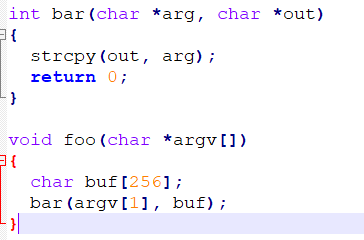 int bar(char *arg, char *out)
{
strcpy(out, arg);
return 0;
}
void foo(char *argv[])
{
char buf[256];
bar(argv[1], buf);
}